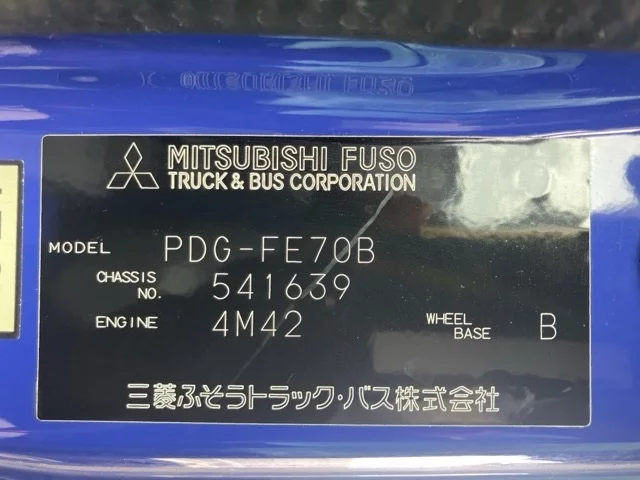 MITSUBISHI FUSO
TRUCK & BUS CORPORATION
MODEL PDG-FE70B
CHASSIS NO. 541639
ENGINE 4M42 WHEEL BASE B
三菱ふそうトラック・バス株式会社